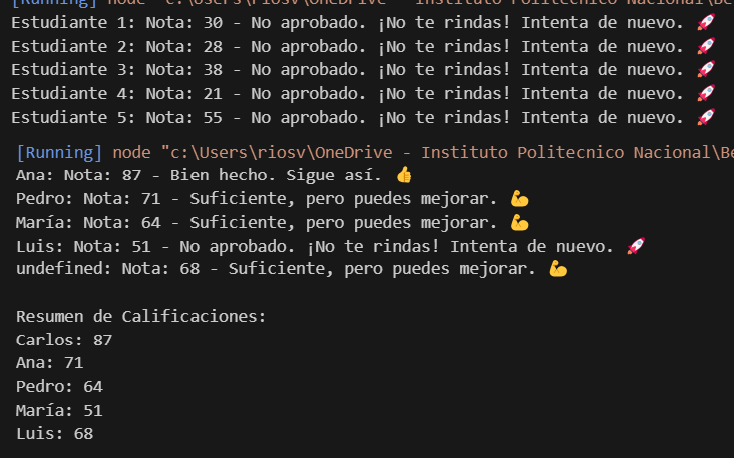 [Running] node "c:\Users\riosv\OneDrive - Instituto Politecnico Nacional\Be
Estudiante 1: Nota: 30 - No aprobado. ¡No te rindas! Intenta de nuevo. 🚀
Estudiante 2: Nota: 28 - No aprobado. ¡No te rindas! Intenta de nuevo. 🚀
Estudiante 3: Nota: 38 - No aprobado. ¡No te rindas! Intenta de nuevo. 🚀
Estudiante 4: Nota: 21 - No aprobado. ¡No te rindas! Intenta de nuevo. 🚀
Estudiante 5: Nota: 55 - No aprobado. ¡No te rindas! Intenta de nuevo. 🚀
[Running] node "c:\Users\riosv\OneDrive - Instituto Politecnico Nacional\Be
Ana: Nota: 87 - Bien hecho. Sigue así. 👍
Pedro: Nota: 71 - Suficiente, pero puedes mejorar. 💪
María: Nota: 64 - Suficiente, pero puedes mejorar. 💪
Luis: Nota: 51 - No aprobado. ¡No te rindas! Intenta de nuevo. 🚀
undefined: Nota: 68 - Suficiente, pero puedes mejorar. 💪
Resumen de Calificaciones:
Carlos: 87
Ana: 71
Pedro: 64
María: 51
Luis: 68